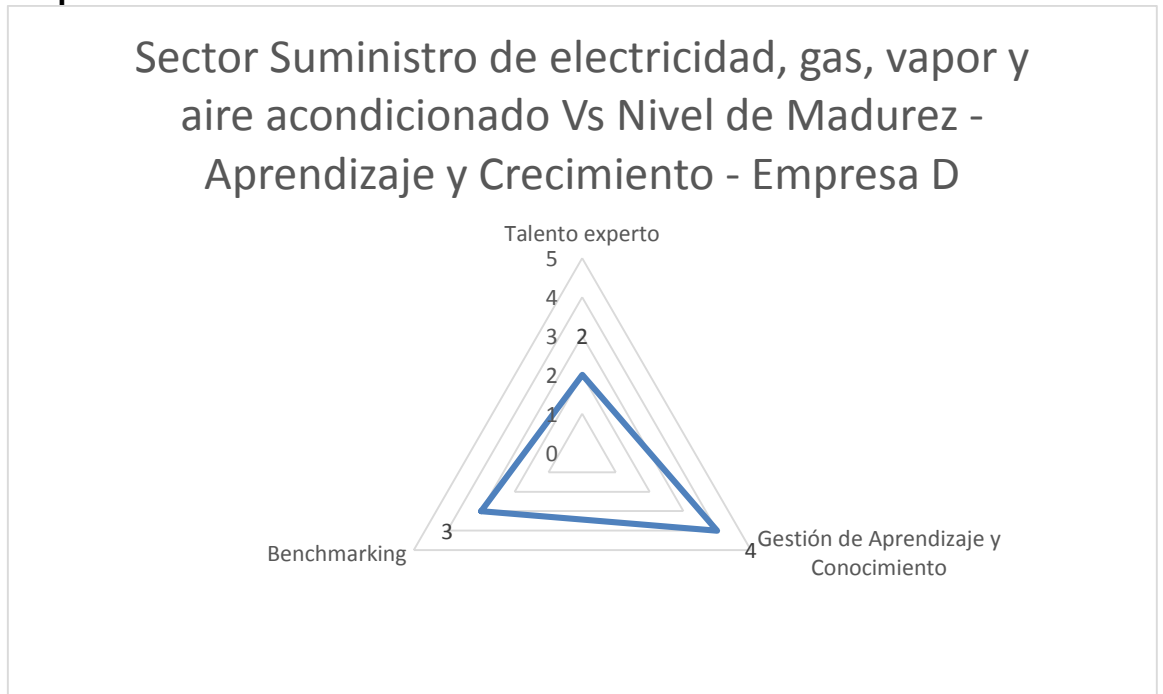 Sector Suministro de electricidad, gas, vapor y
aire acondicionado Vs Nivel de Madurez -
Aprendizaje y Crecimiento - Empresa D
Talento experto
5
4
3
2
2
1
0
3
Benchmarking
4
Gestión de Aprendizaje y
Conocimiento